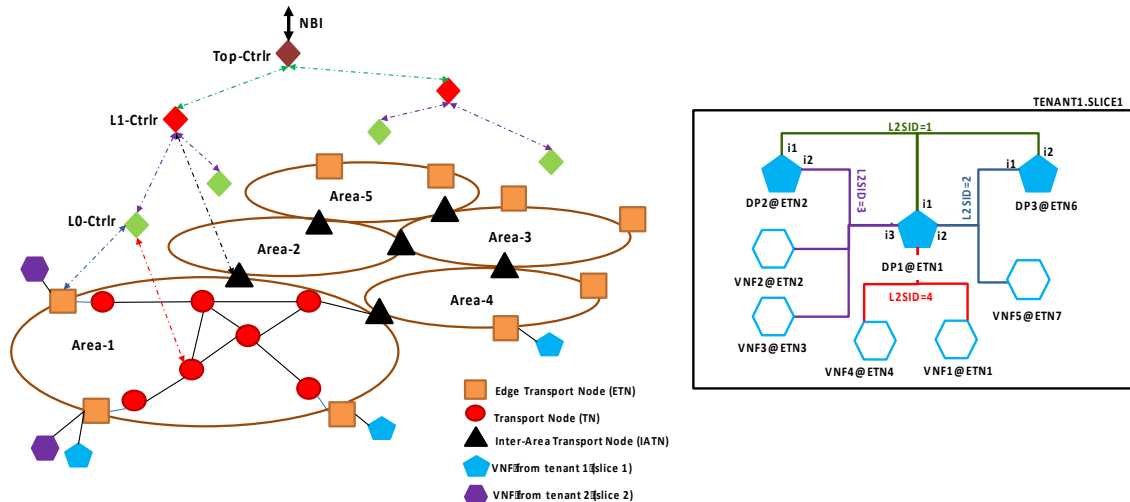 NBI
Top-Ctrlr
L1-Ctrlr
L0-Ctrlr
Area-5
Area-2
Area-3
Area-4
Area-1
Edge Transport Node (ETN)
Transport Node (TN)
Inter-Area Transport Node (IATN)
VNF from tenant 1 (slice 1)
VNF from tenant 2 (slice 2)
TENANT1.SLICE1
L2SID=1
i1
i2
i1
i2
DP2@ETN2
L2SID=3
L2SID=2
DP3@ETN6
i1
i3
i2
DP1@ETN1
VNF2@ETN2
L2SID=4
VNF5@ETN7
VNF3@ETN3
VNF4@ETN4
VNF1@ETN1